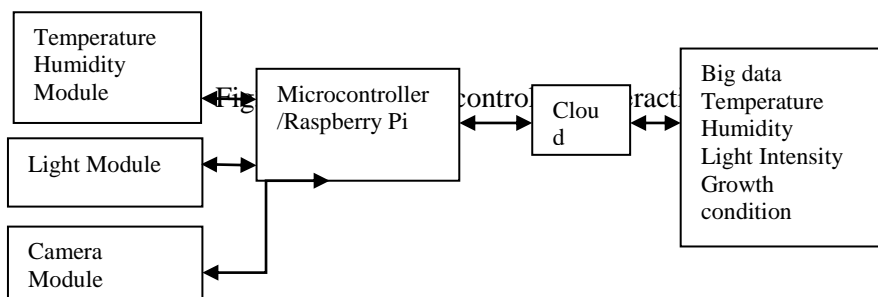 Temperature
Humidity
Module
Light Module
Camera
Module
Microcontroller
/Raspberry Pi
Clou
d
Big data
Temperature
Humidity
Light Intensity
Growth
condition